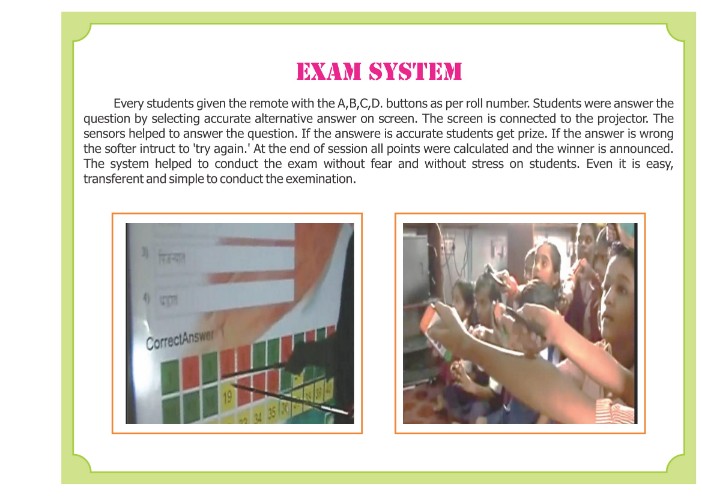 EXAM SYSTEM
Every students given the remote with the A,B,C,D. buttons as per roll number. Students were answer the
question by selecting accurate alternative answer on screen. The screen is connected to the projector. The
sensors helped to answer the question. If the answere is accurate students get prize. If the answer is wrong
the softer intruct to 'try again.' At the end of session all points were calculated and the winner is announced.
The system helped to conduct the exam without fear and without stress on students. Even it is easy,
transferent and simple to conduct the exemination.
3)
4)
CorrectAnswer
19
34 35 36